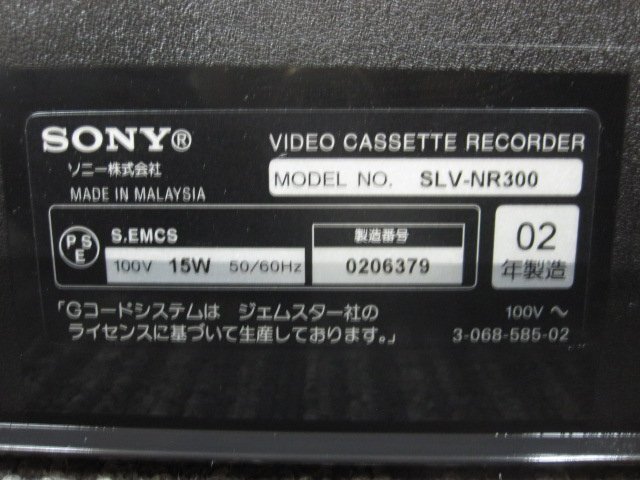 SONY®
ソニー株式会社
MADE IN MALAYSIA
VIDEO CASSETTE RECORDER
MODEL NO. SLV-NR300
PSE
S.EMCS
100V 15W 50/60Hz
製造番号
0206379
02
年製造
「Gコードシステムは ジェムスター社の
ライセンスに基づいて生産しております。」
100V ～
3-068-585-02